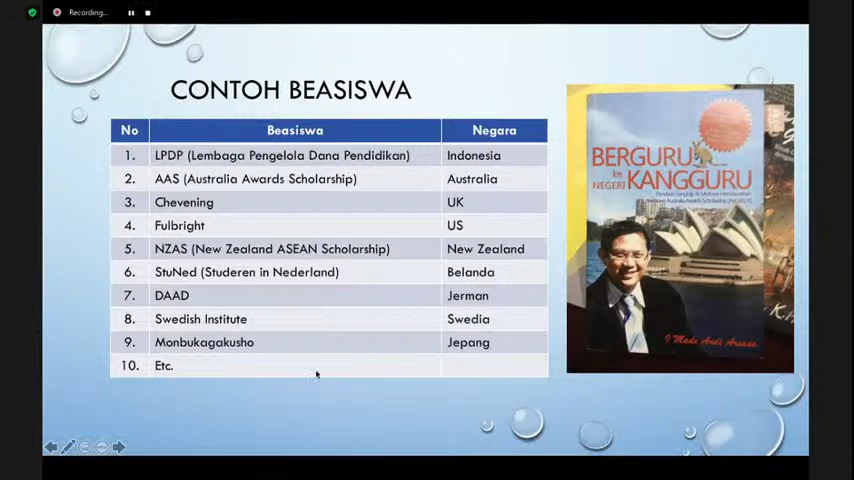 Recording...
CONTOH BEASISWA
No Beasiswa Negara
1. LPDP (Lembaga Pengelola Dana Pendidikan) Indonesia
2. AAS (Australia Awards Scholarship) Australia
3. Chevening UK
4. Fulbright US
5. NZAS (New Zealand ASEAN Scholarship) New Zealand
6. StuNed (Studeren in Nederland) Belanda
7. DAAD Jerman
8. Swedish Institute Swedia
9. Monbukagakusho Jepang
10. Etc.
BERGURU
ke
NEGERI KANGGURU
I Made Andi Arsana